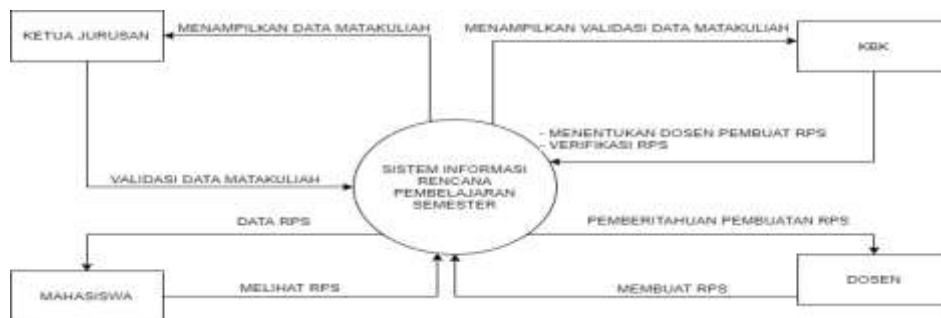 KETUA JURUSAN
MENAMPILKAN DATA MATAKULIAH
MENAMPILKAN VALIDASI DATA MATAKULIAH
KBK
- MENENTUKAN DOSEN PEMBUAT RPS
- VERIFIKASI RPS
SISTEM INFORMASI
RENCANA
PEMBELAJARAN
SEMESTER
VALIDASI DATA MATAKULIAH
DATA RPS
PEMBERITAHUAN PEMBUATAN RPS
MAHASISWA
MELIHAT RPS
MEMBUAT RPS
DOSEN